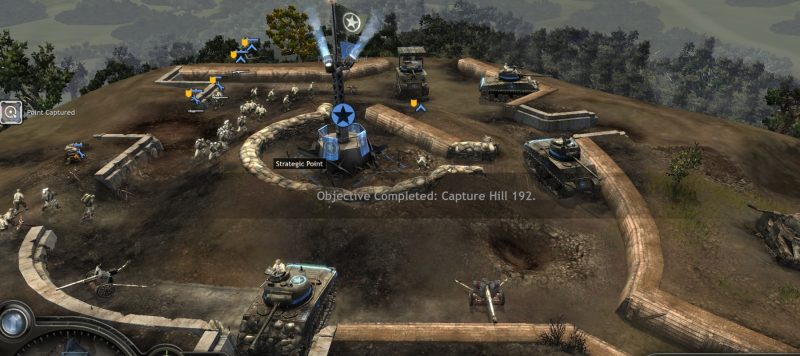 Point Captured
Strategic Point
Objective Completed: Capture Hill 192.